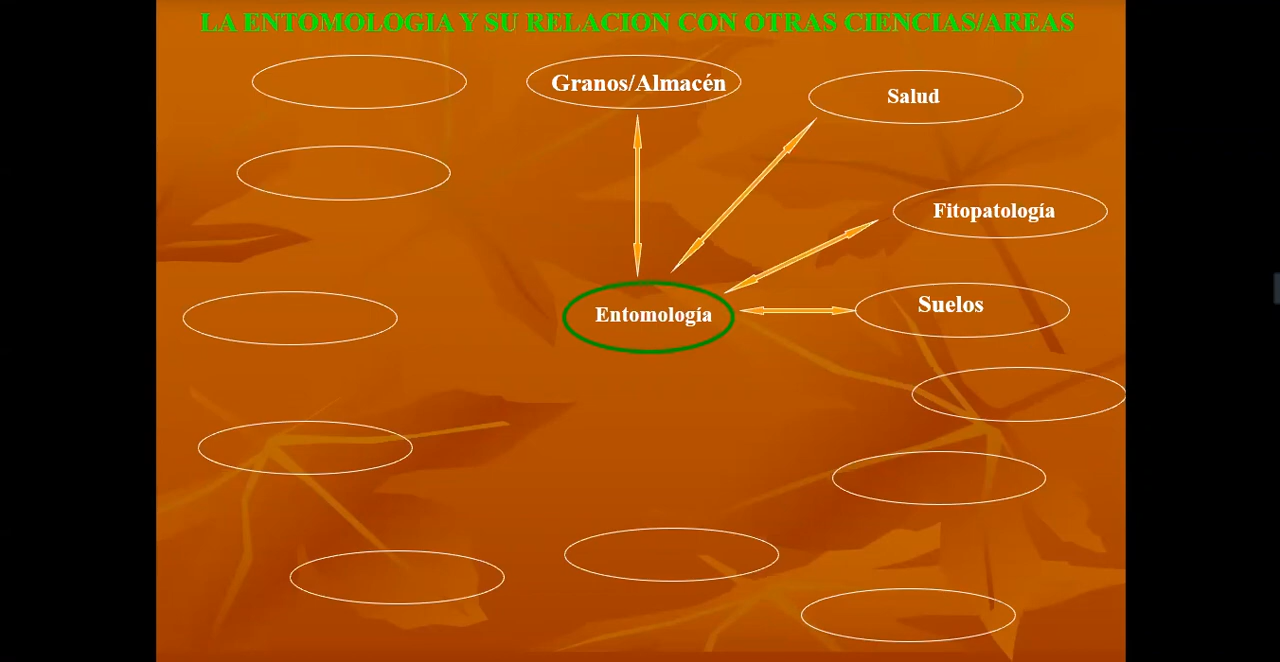 LA ENTOMOLOGIA Y SU RELACION CON OTRAS CIENCIAS/AREAS
Granos/Almacén
Salud
Fitopatología
Suelos
Entomología